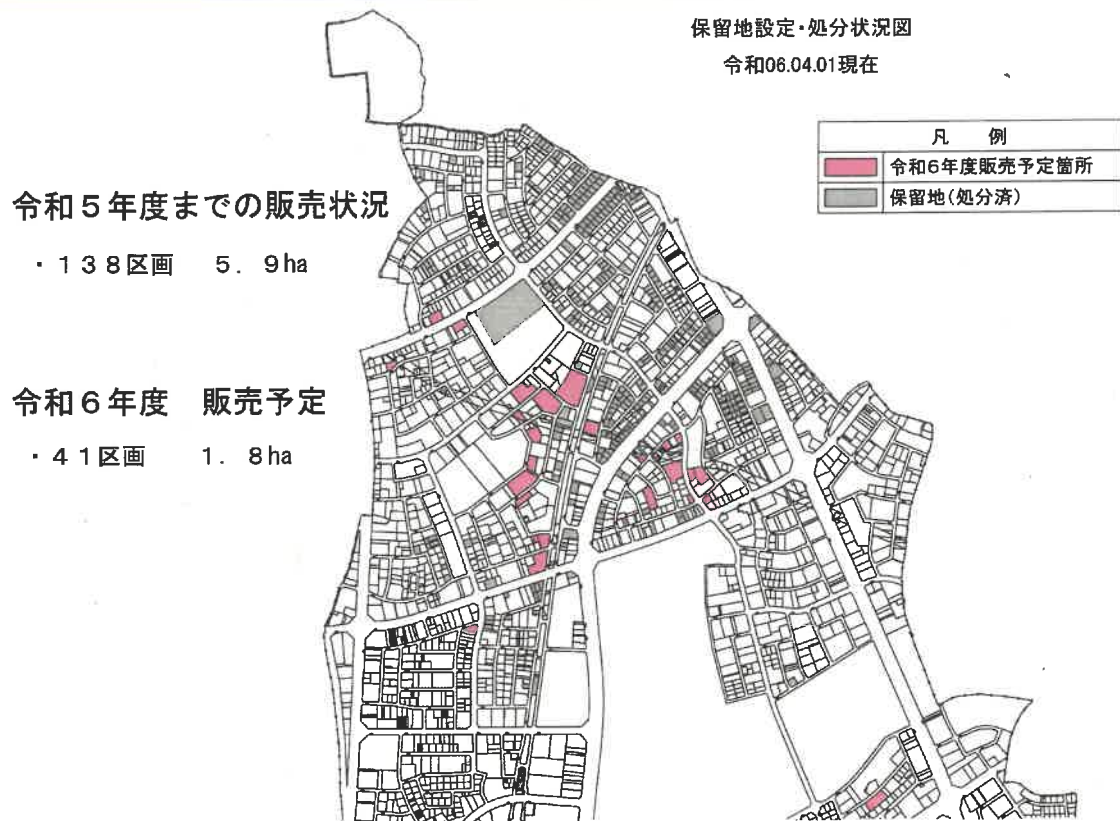 保留地設定・処分状況図
令和06.04.01現在
凡　例
令和6年度販売予定箇所
保留地(処分済)
令和５年度までの販売状況
・１３８区画　５．９ha
令和６年度　販売予定
・４１区画　１．８ha